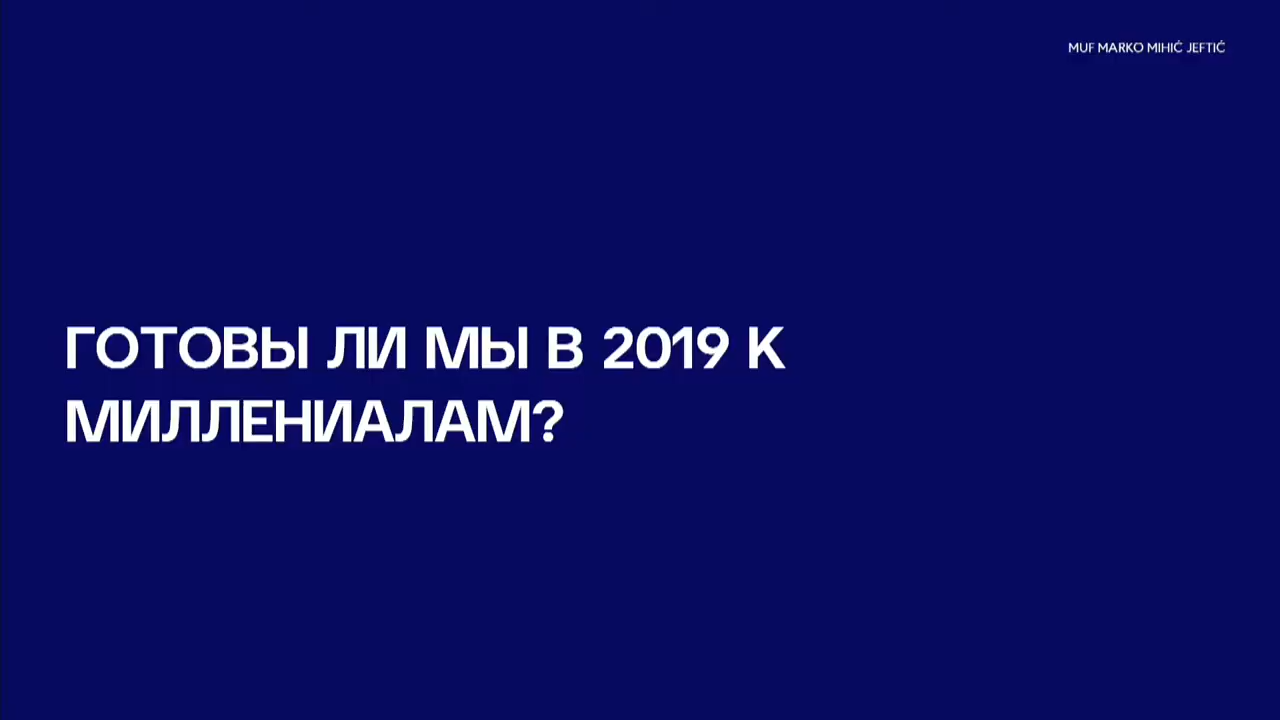 MUF MARKO MIHIĆ JEFTIĆ
ГОТОВЫ ЛИ МЫ В 2019 К
МИЛЛЕНИАЛАМ?